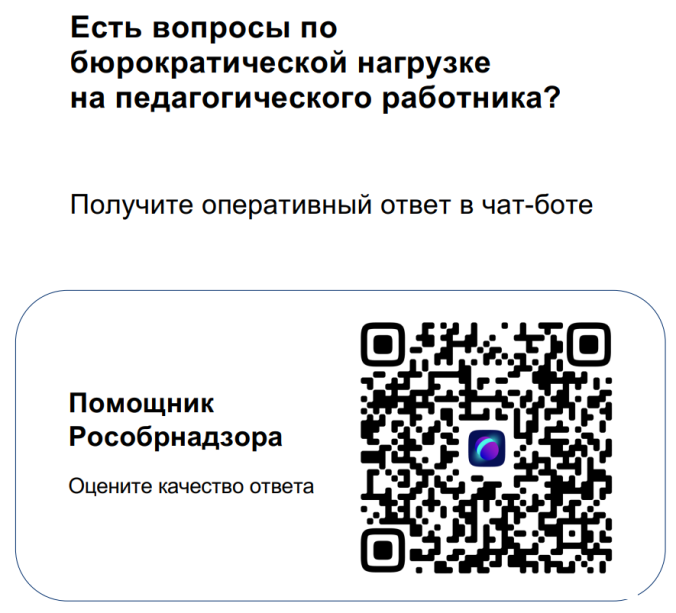 Есть вопросы по
бюрократической нагрузке
на педагогического работника?
Получите оперативный ответ в чат-боте
Помощник
Рособрнадзора
Оцените качество ответа